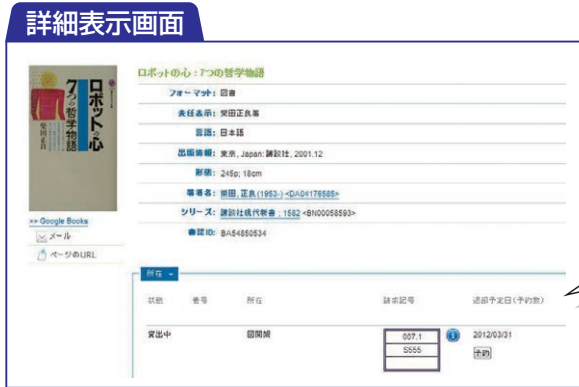 詳細表示画面
ロボットの心
7つの哲学物語
柴田正良
ロボットの心 : 7つの哲学物語
フォーマット: 図書
責任表示: 柴田正良著
言語: 日本語
出版情報: 東京, Japan: 講談社, 2001.12
形態: 245p; 18cm
著者名: 柴田, 正良(1953-) <DA04176585>
シリーズ: 講談社現代新書 ; 1582 <BN00058593>
書誌ID: BA54850534
>> Google Books
メール
ページのURL
所在
状態 巻号 所在 請求記号 返却予定日(予約数)
貸出中 図開架 007.1 2012/03/31
S555 予約